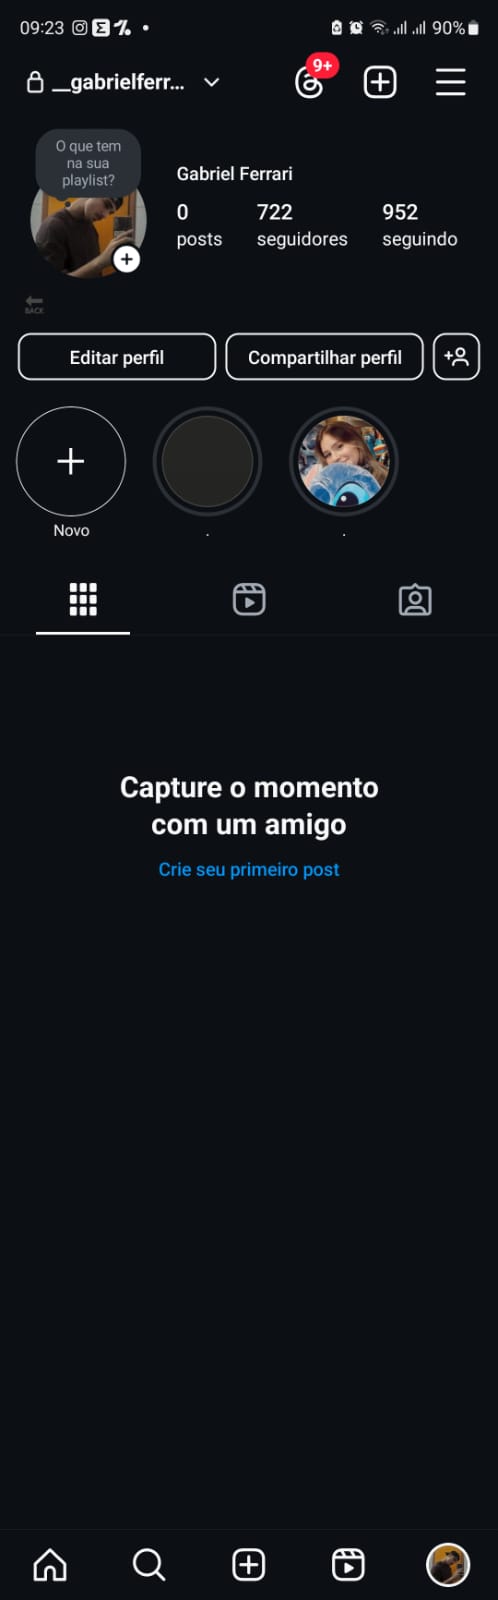 09:23
90%
__gabrielferr...
9+
O que tem
na sua
playlist?
Gabriel Ferrari
0 722 952
posts seguidores seguindo
BACK
Editar perfil Compartilhar perfil
Novo . .
Capture o momento
com um amigo
Crie seu primeiro post